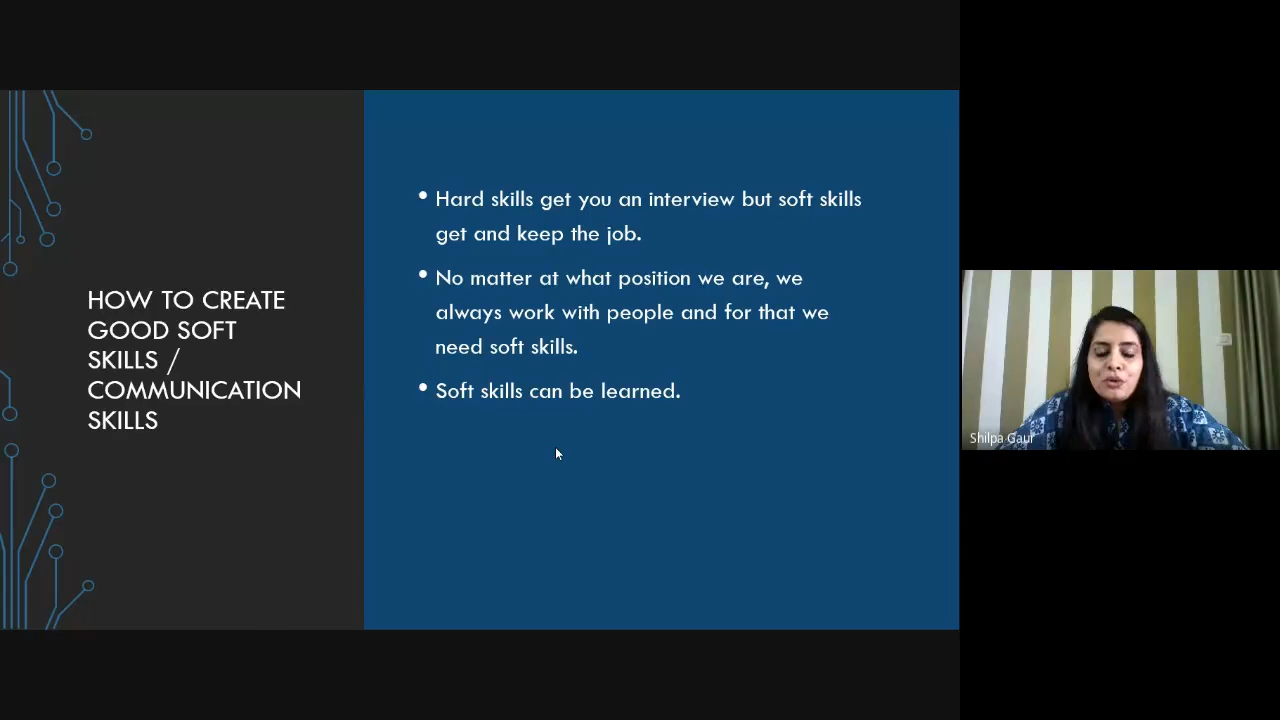 HOW TO CREATE
GOOD SOFT
SKILLS /
COMMUNICATION
SKILLS
• Hard skills get you an interview but soft skills
get and keep the job.
• No matter at what position we are, we
always work with people and for that we
need soft skills.
• Soft skills can be learned.
Shilpa Gaur